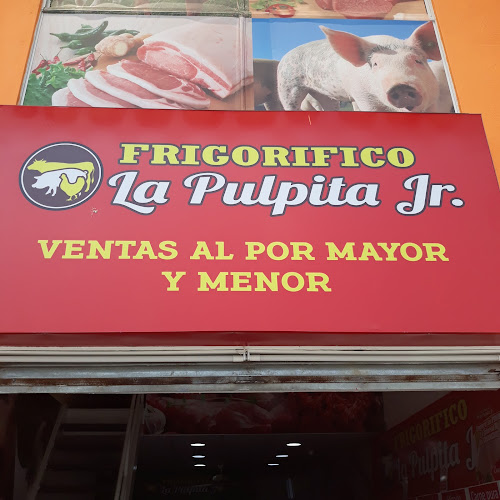 FRIGORIFICO
La Pulpita Jr.
VENTAS AL POR MAYOR
Y MENOR
FRIGORIFICO
La Pulpita J